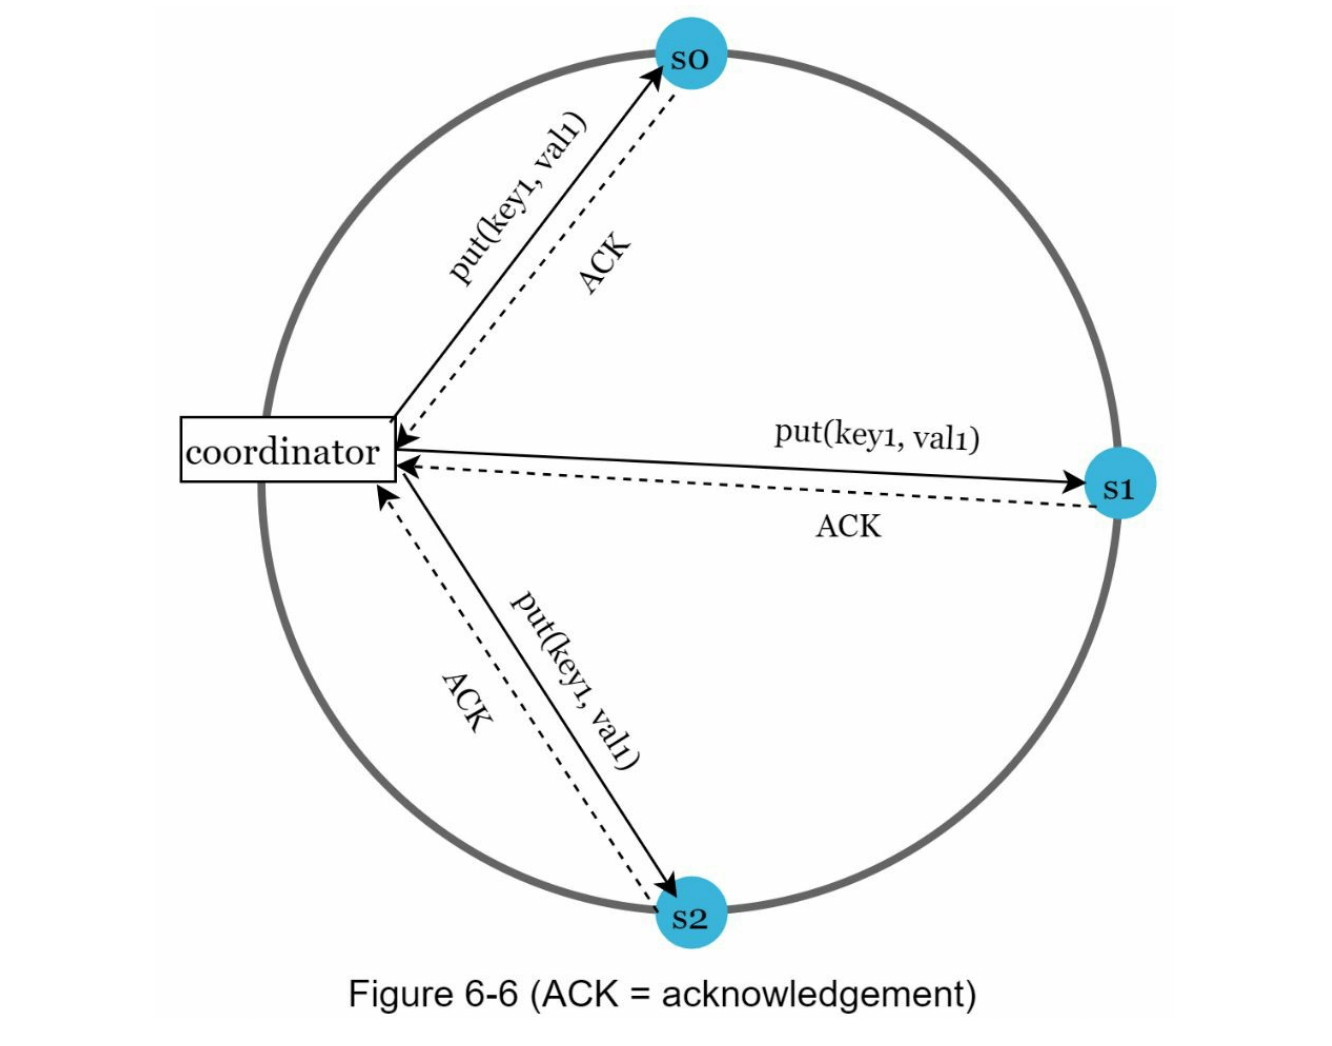 s0
put(key1, val1)
ACK
put(key1, val1)
coordinator
s1
ACK
put(key1, val1)
ACK
s2
Figure 6-6 (ACK = acknowledgement)